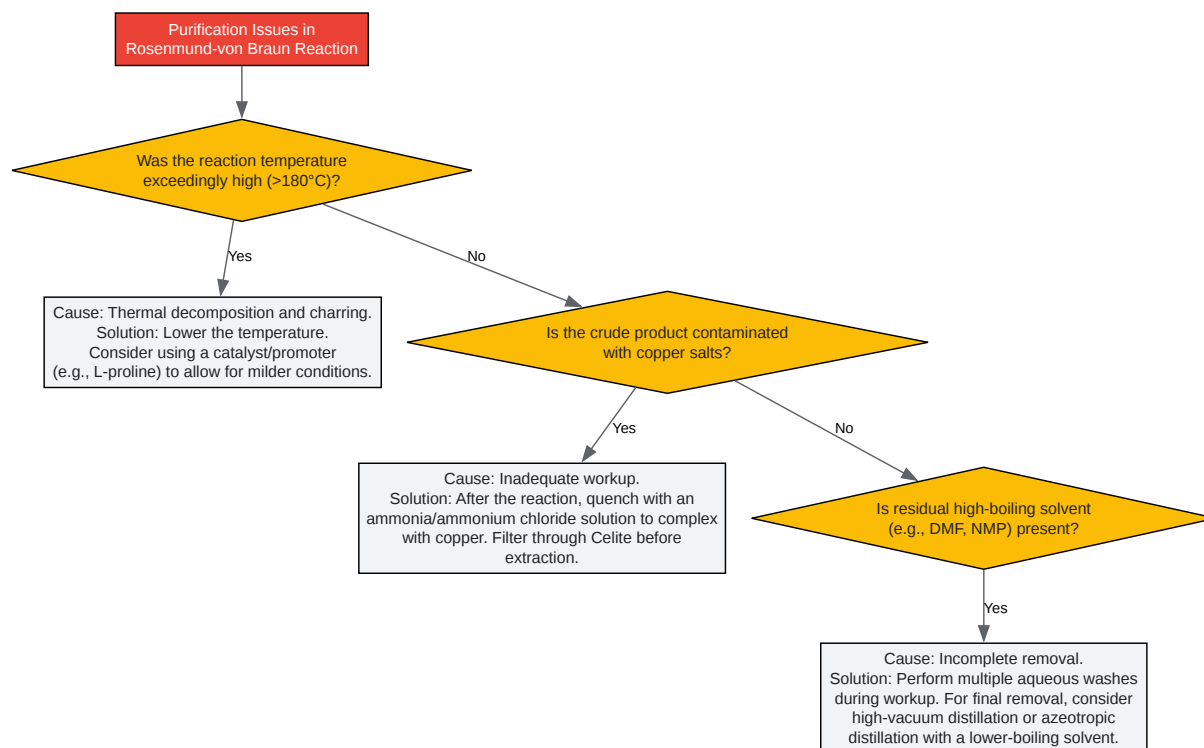 Purification Issues in
Rosenmund-von Braun Reaction
Was the reaction temperature
exceedingly high (>180°C)?
Yes
No
Cause: Thermal decomposition and charring.
Solution: Lower the temperature.
Consider using a catalyst/promoter
(e.g., L-proline) to allow for milder conditions.
Is the crude product contaminated
with copper salts?
Yes
No
Cause: Inadequate workup.
Solution: After the reaction, quench with an
ammonia/ammonium chloride solution to complex
with copper. Filter through Celite before
extraction.
Is residual high-boiling solvent
(e.g., DMF, NMP) present?
Yes
Cause: Incomplete removal.
Solution: Perform multiple aqueous washes
during workup. For final removal, consider
high-vacuum distillation or azeotropic
distillation with a lower-boiling solvent.